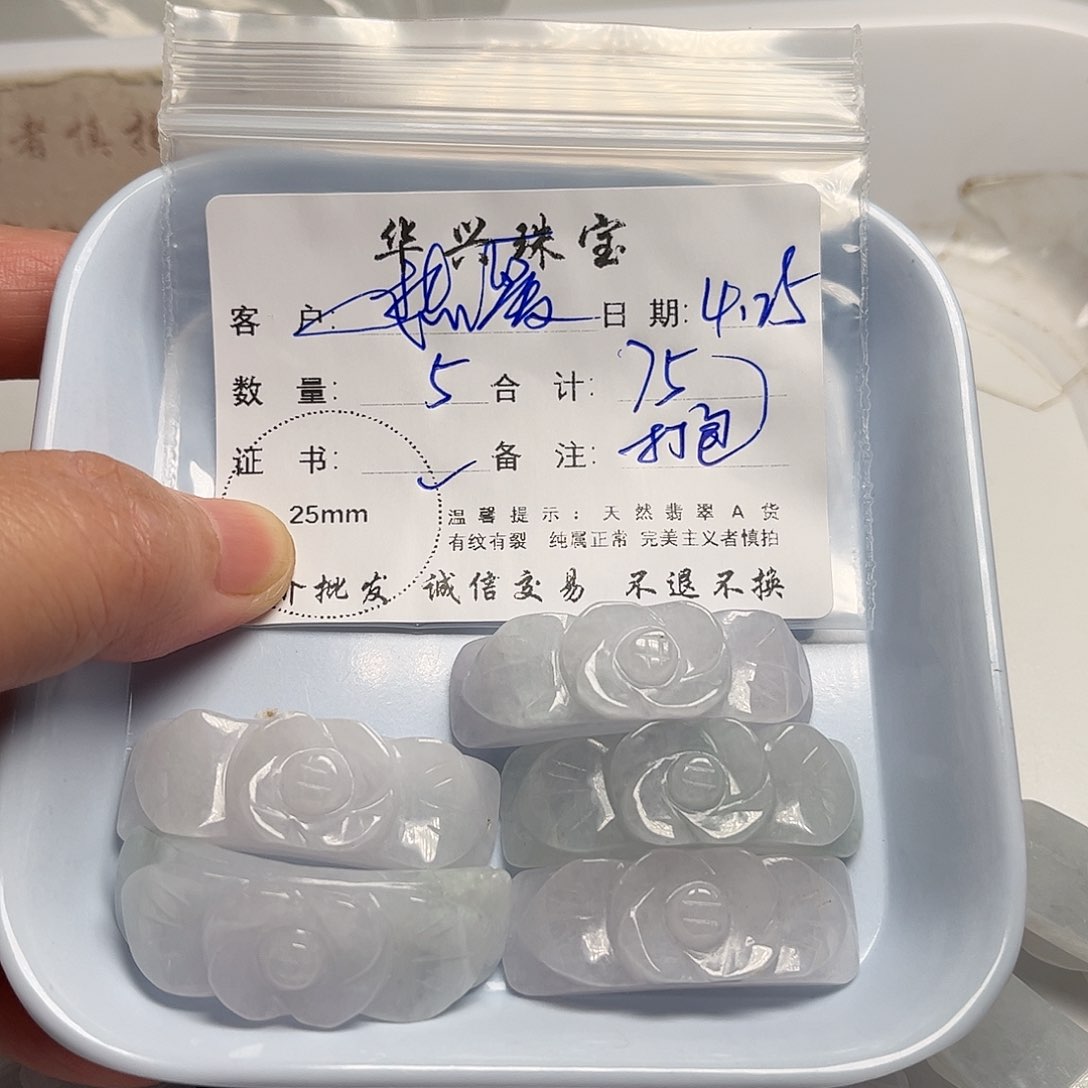 者慎拍
华兴珠宝
客 户: 日 期: 4.25
数 量: 5 合 计: 75
证 书: ✓ 备 注: 打包
25mm 温馨提示: 天然翡翠A货
有纹有裂 纯属正常 完美主义者慎拍
批发 诚信交易 不退不换